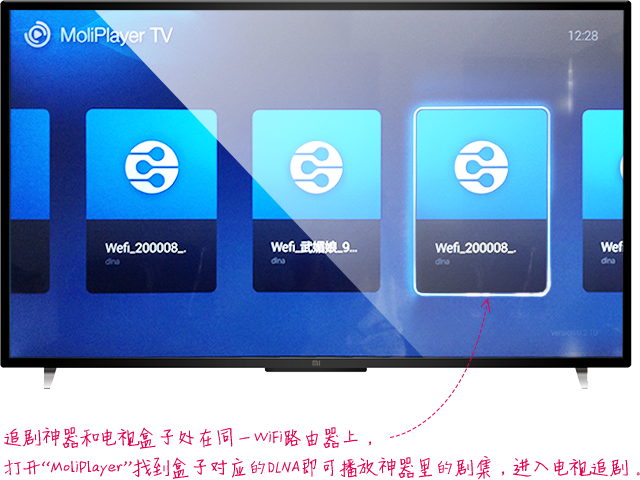 MoliPlayer TV
12:28
Wefi_200008_..
dlna
Wefi_武媚娘_9...
dlna
Wefi_200008_..
dlna
Wefi
dlna
Version: 2.1.0
MI
追剧神器和电视盒子处在同一WiFi路由器上，
打开“MoliPlayer”找到盒子对应的DLNA即可播放神器里的剧集，进入电视追剧。